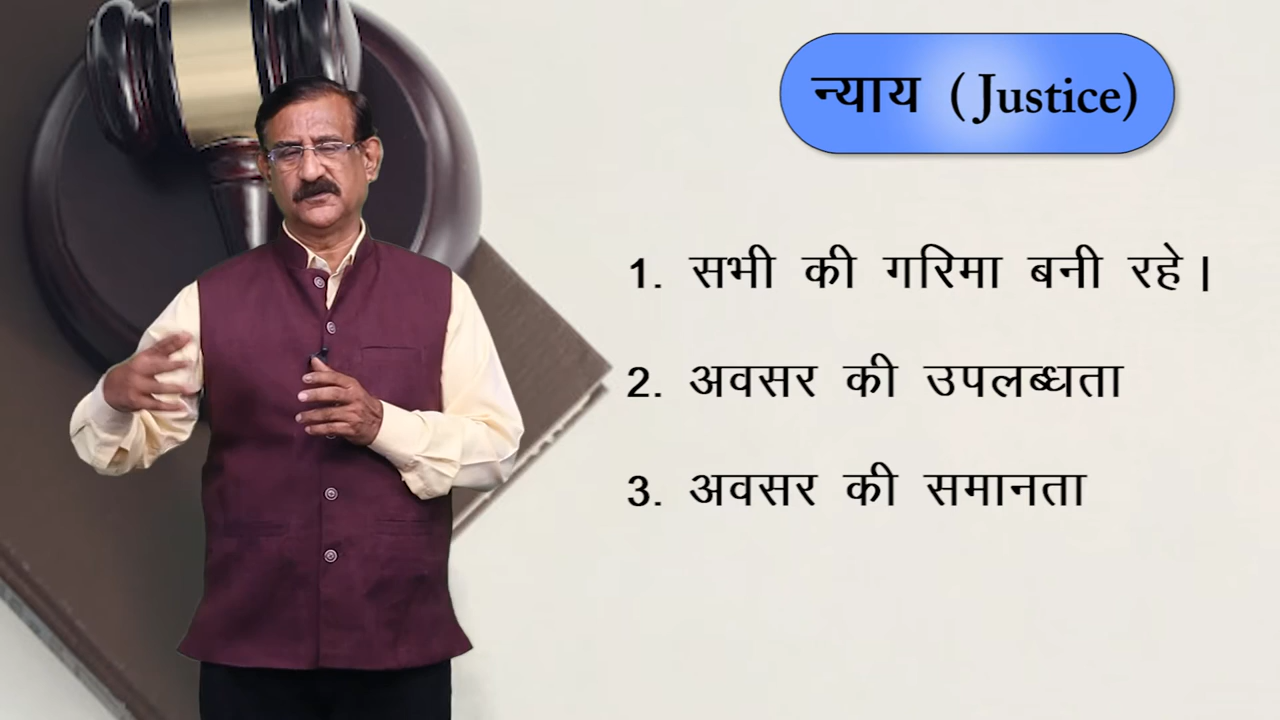 न्याय (Justice)
1. सभी की गरिमा बनी रहे।
2. अवसर की उपलब्धता
3. अवसर की समानता